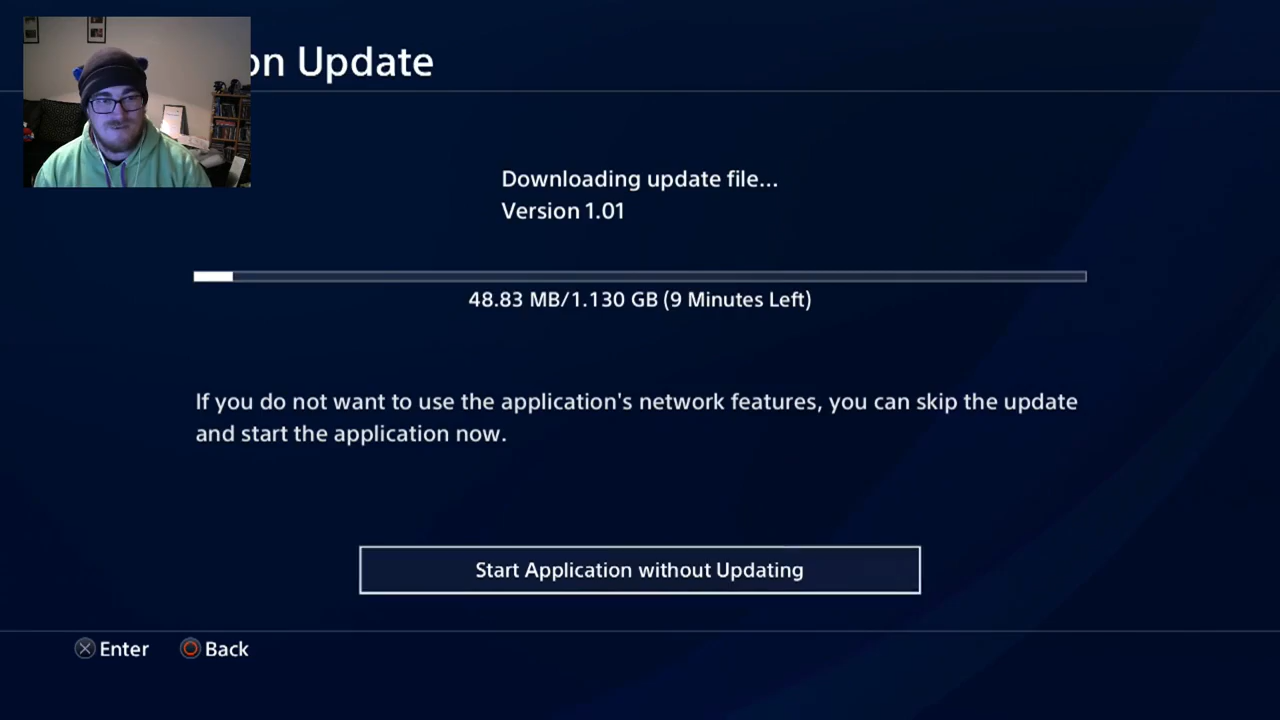 on Update
Downloading update file...
Version 1.01
48.83 MB/1.130 GB (9 Minutes Left)
If you do not want to use the application's network features, you can skip the update
and start the application now.
Start Application without Updating
Enter Back